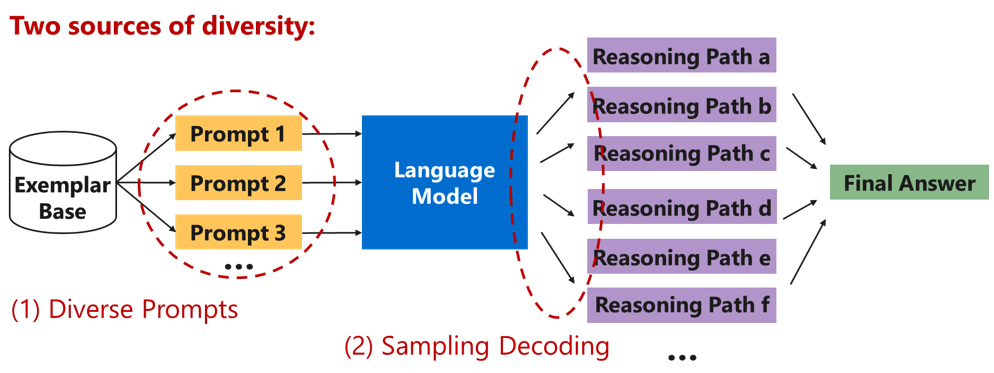 Two sources of diversity:
Exemplar
Base
Prompt 1
Prompt 2
Prompt 3
...
(1) Diverse Prompts
Language
Model
(2) Sampling Decoding
Reasoning Path a
Reasoning Path b
Reasoning Path c
Reasoning Path d
Reasoning Path e
Reasoning Path f
...
Final Answer